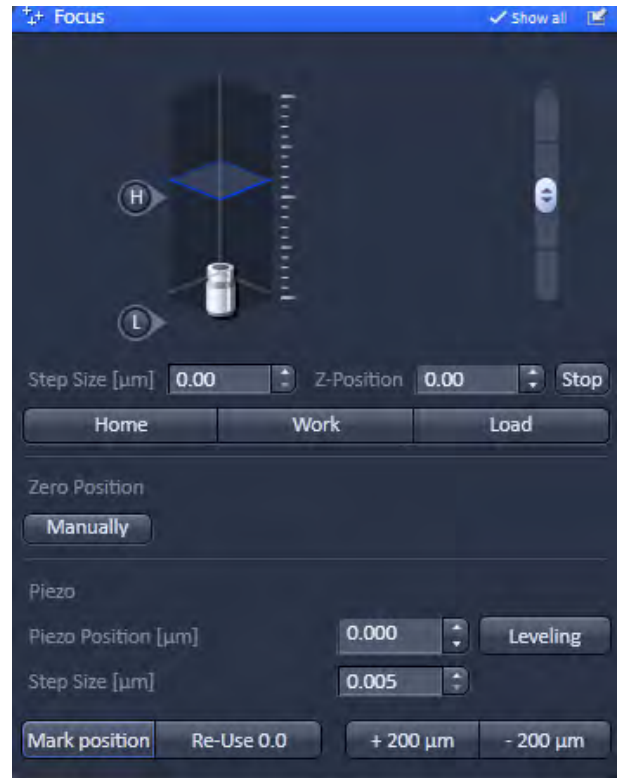 Focus Show all
H
L
Step Size [µm] 0.00 Z-Position 0.00 Stop
Home Work Load
Zero Position
Manually
Piezo
Piezo Position [µm] 0.000 Leveling
Step Size [µm] 0.005
Mark position Re-Use 0.0 + 200 µm - 200 µm